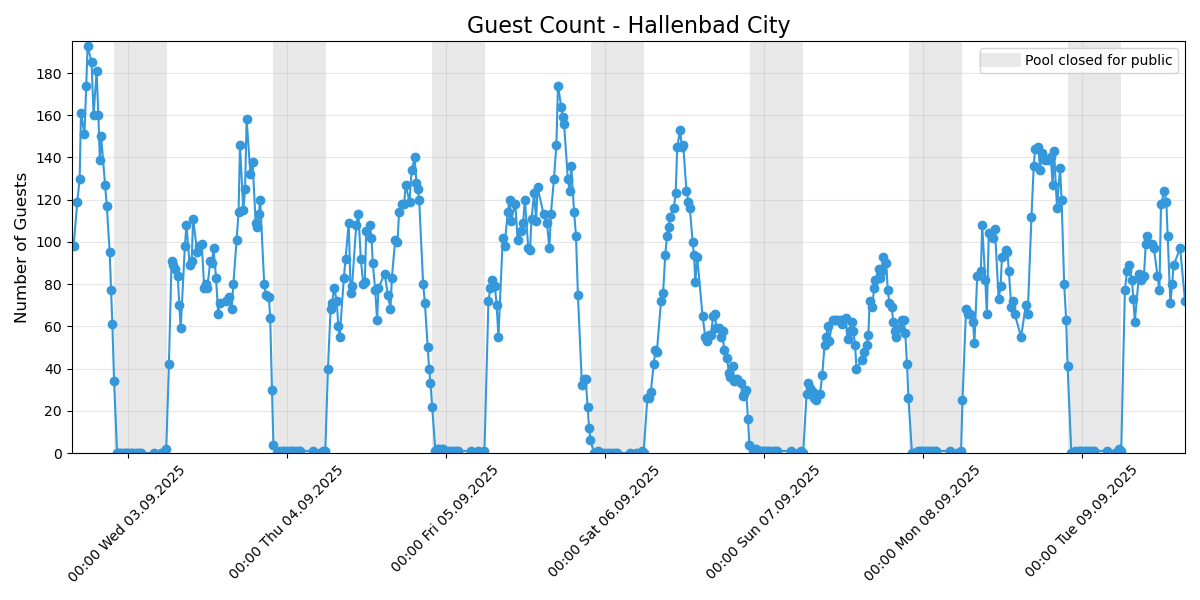 Guest Count - Hallenbad City
Pool closed for public
Number of Guests
180
160
140
120
100
80
60
40
20
0
00:00 Wed 03.09.2025
00:00 Thu 04.09.2025
00:00 Fri 05.09.2025
00:00 Sat 06.09.2025
00:00 Sun 07.09.2025
00:00 Mon 08.09.2025
00:00 Tue 09.09.2025